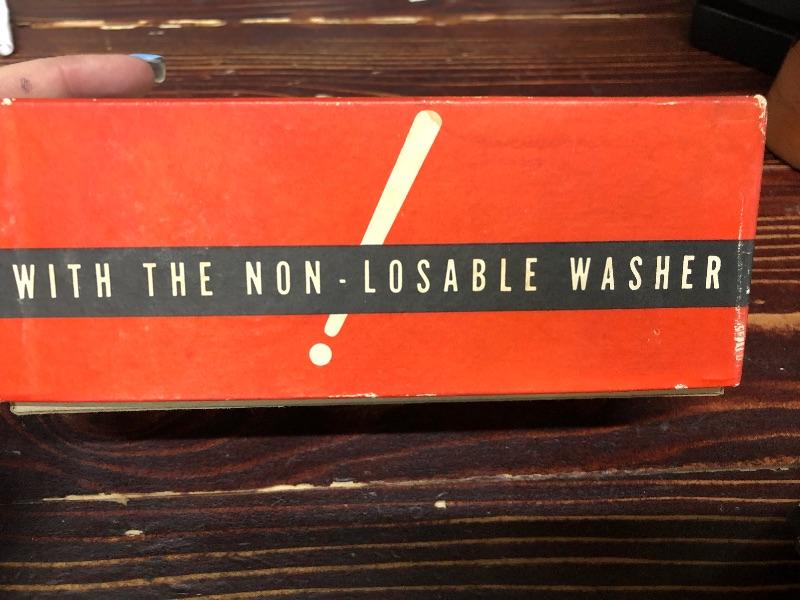 WITH THE NON-LOSABLE WASHER
!